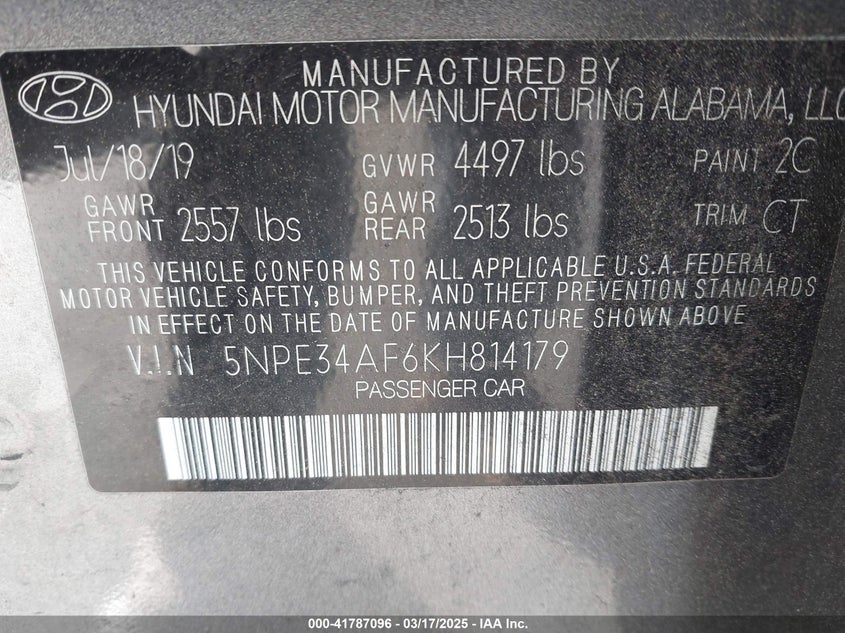 MANUFACTURED BY
HYUNDAI MOTOR MANUFACTURING ALABAMA, LLC
Jul/18/19 GVWR 4497 lbs PAINT 2C
GAWR FRONT 2557 lbs GAWR REAR 2513 lbs TRIM CT
THIS VEHICLE CONFORMS TO ALL APPLICABLE U.S.A. FEDERAL
MOTOR VEHICLE SAFETY, BUMPER, AND THEFT PREVENTION STANDARDS
IN EFFECT ON THE DATE OF MANUFACTURE SHOWN ABOVE
V.I.N 5NPE34AF6KH814179
PASSENGER CAR
000-41787096 - 03/17/2025 - IAA Inc.